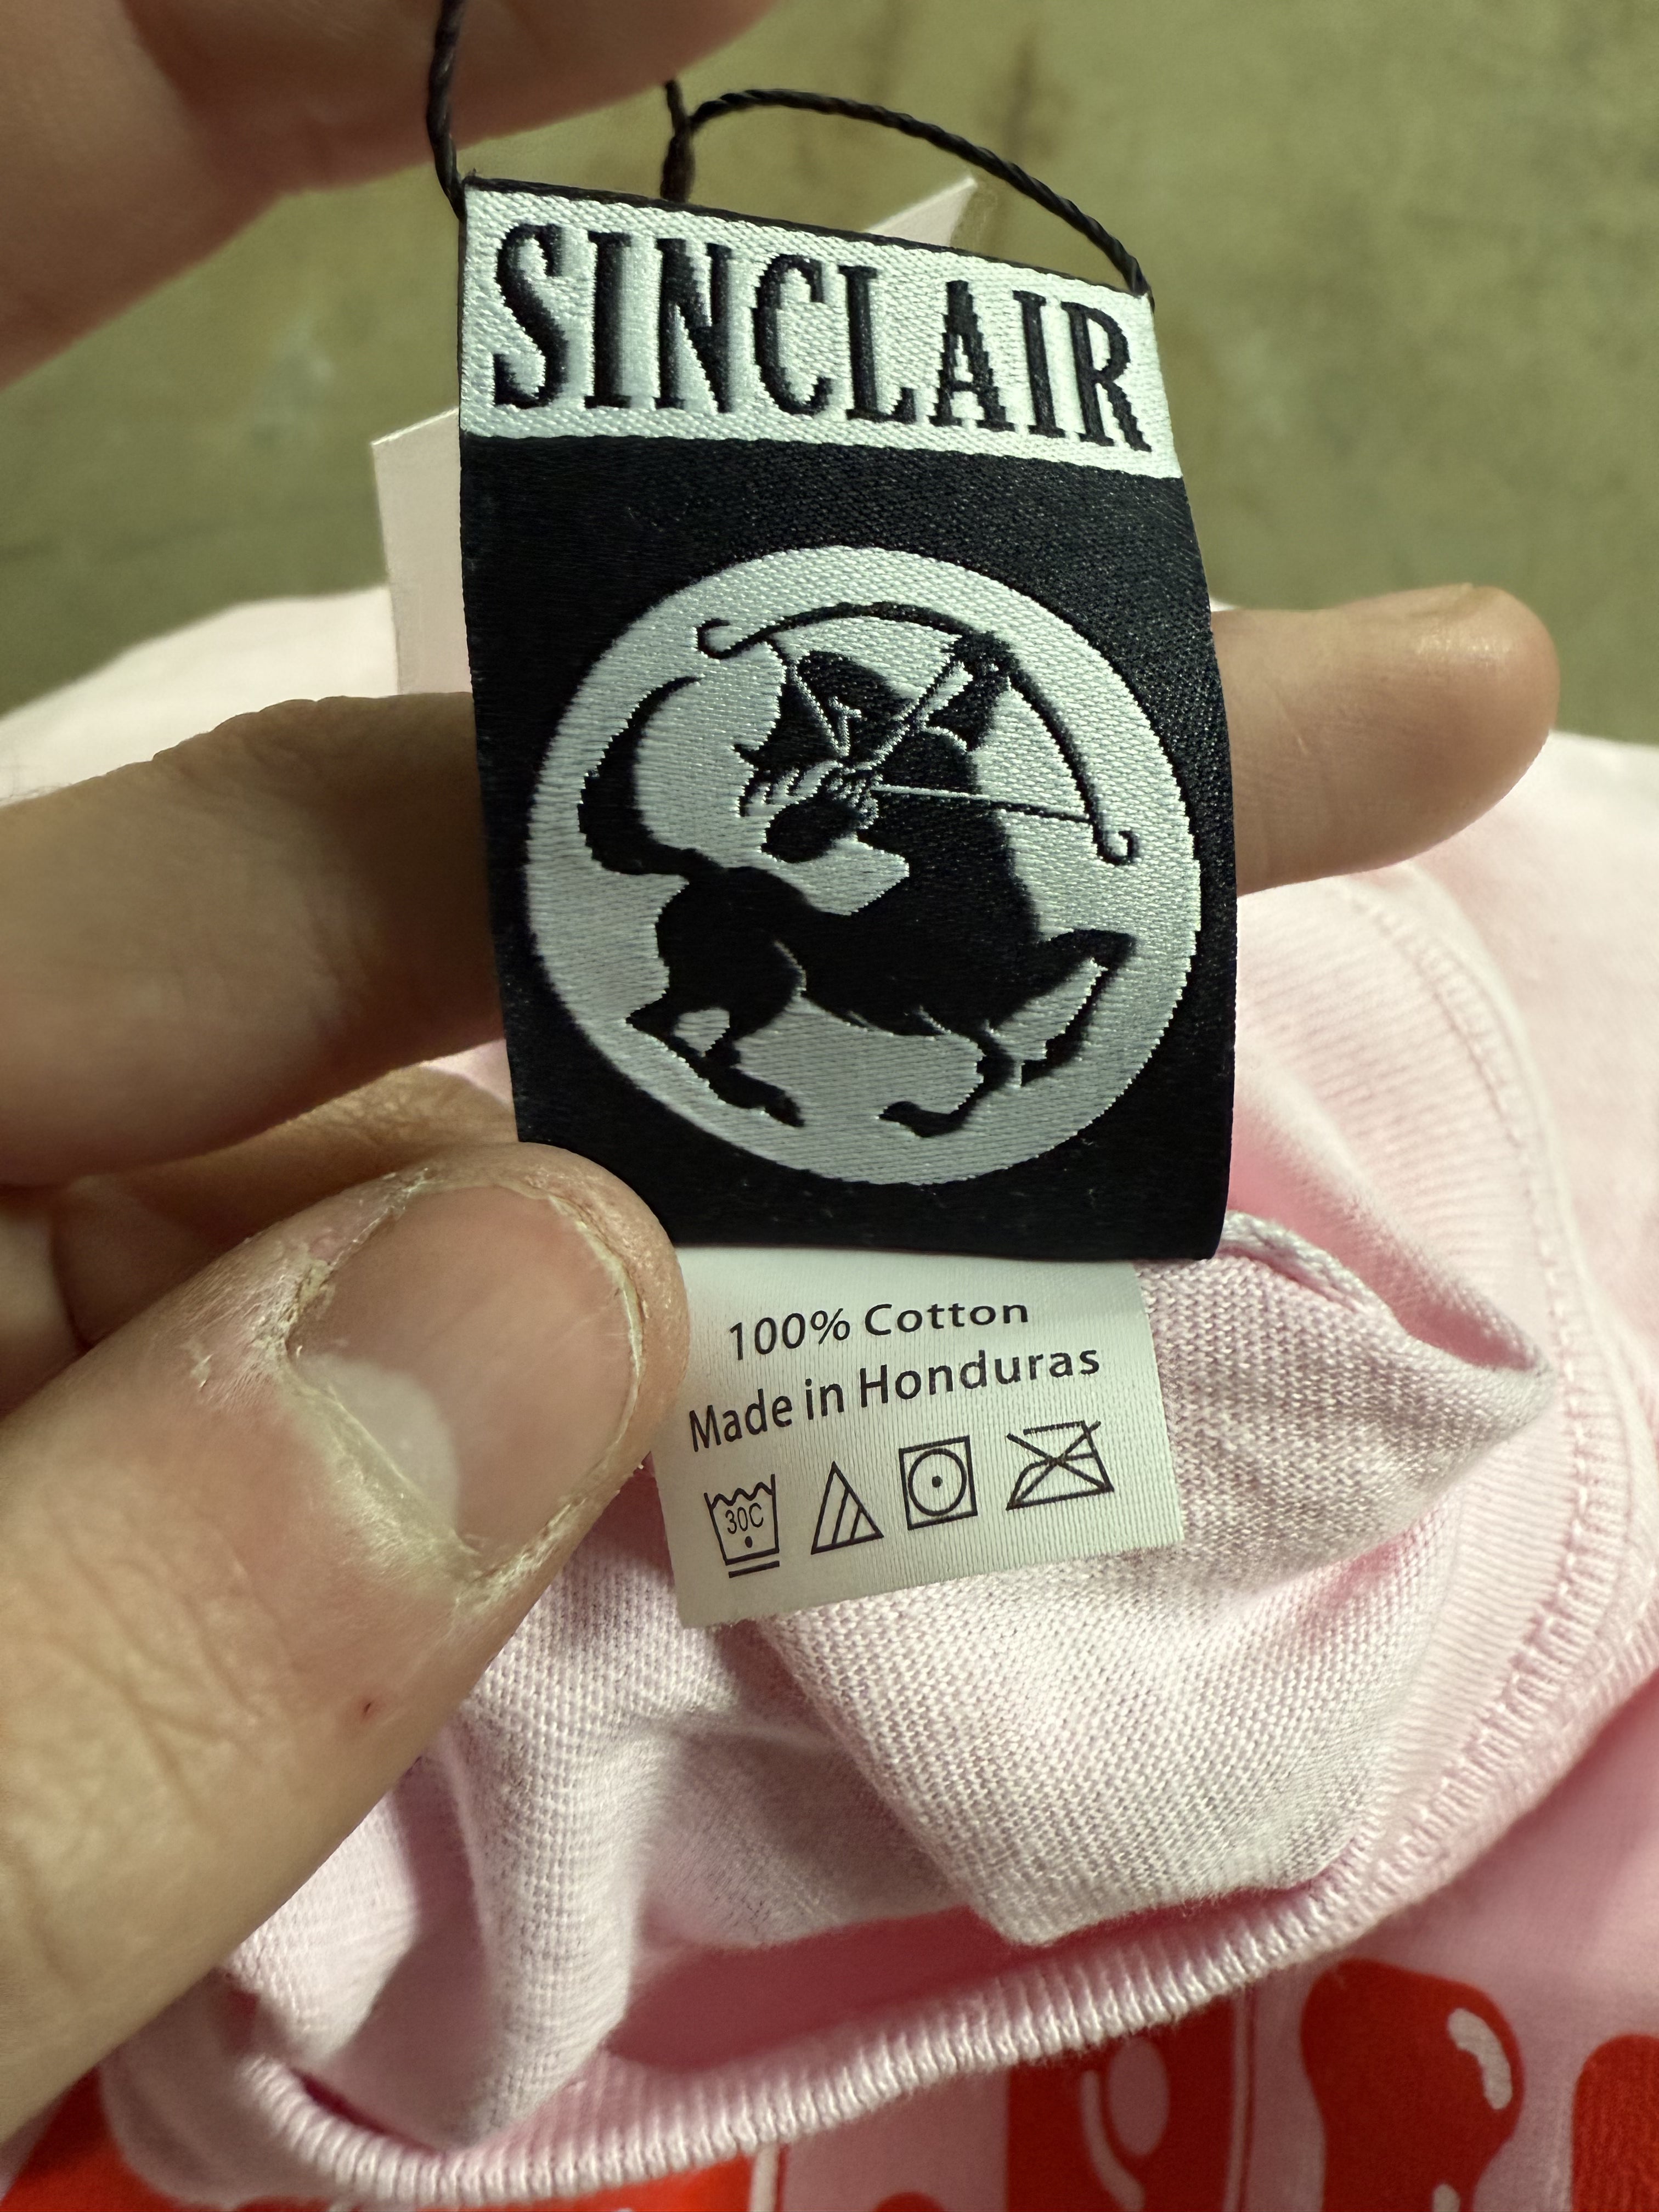 SINCLAIR
100% Cotton
Made in Honduras
30C